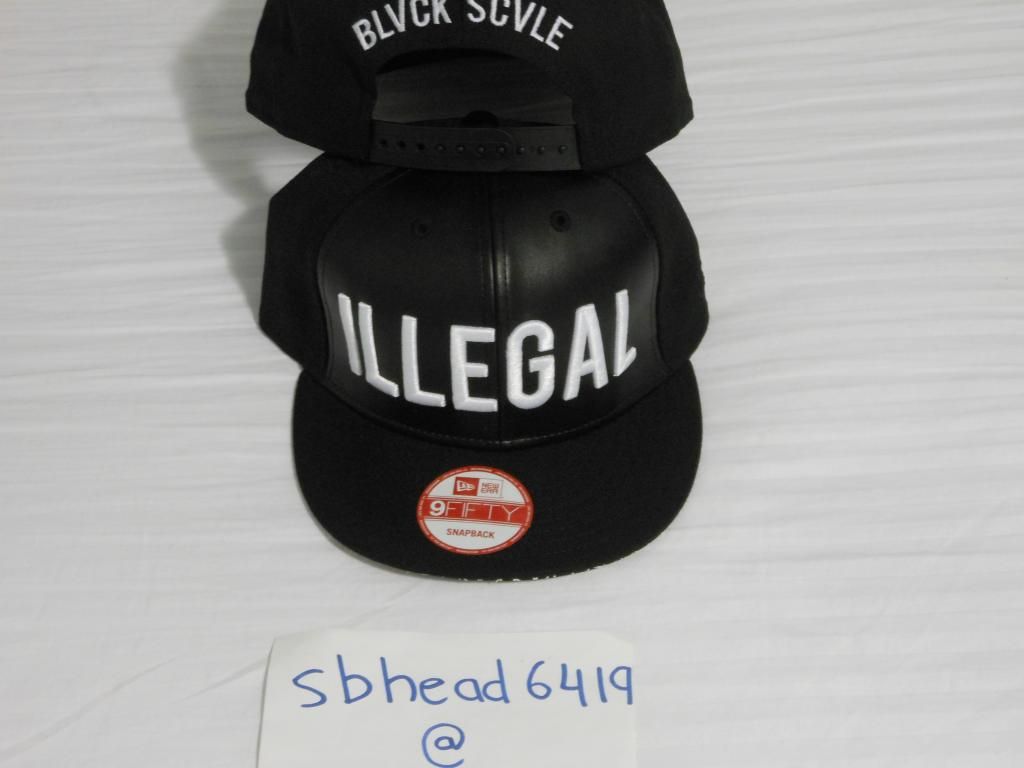 BLVCK SCVLE
ILLEGAL
NEW ERA
9FIFTY
SNAPBACK
sbhead6419
@